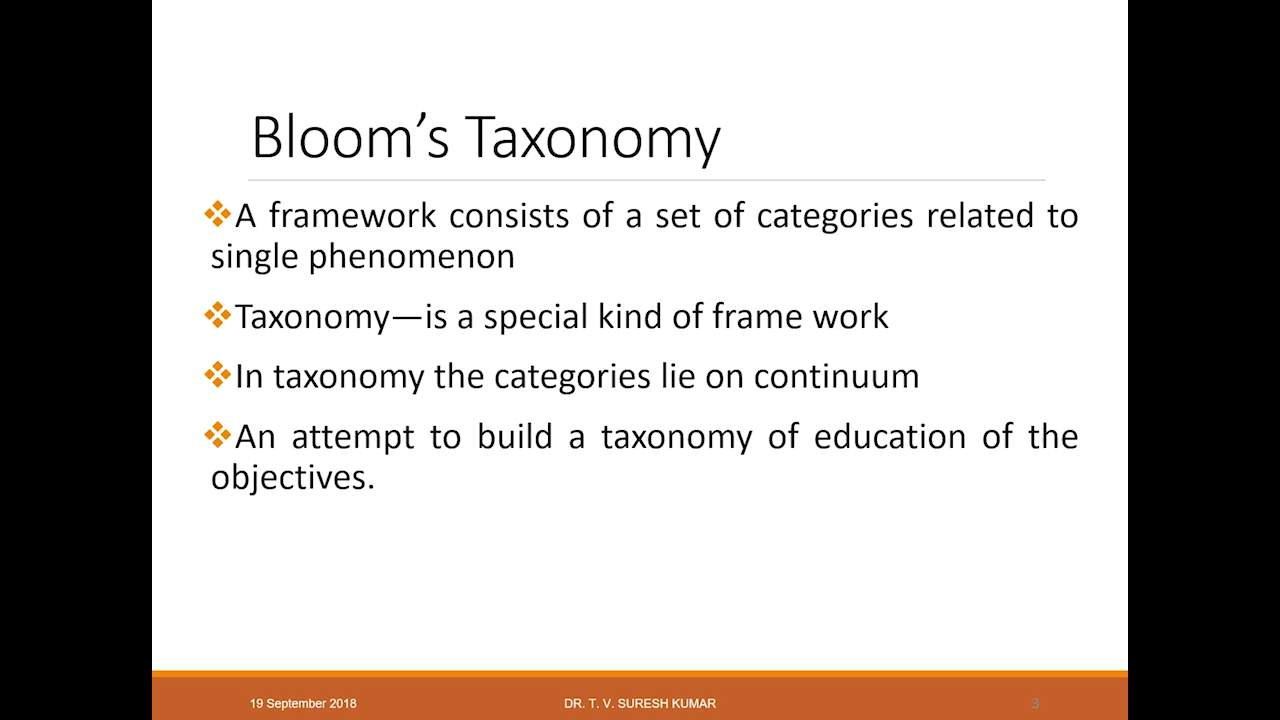 Bloom’s Taxonomy
❖A framework consists of a set of categories related to
single phenomenon
❖Taxonomy—is a special kind of frame work
❖In taxonomy the categories lie on continuum
❖An attempt to build a taxonomy of education of the
objectives.
19 September 2018 DR. T. V. SURESH KUMAR 3